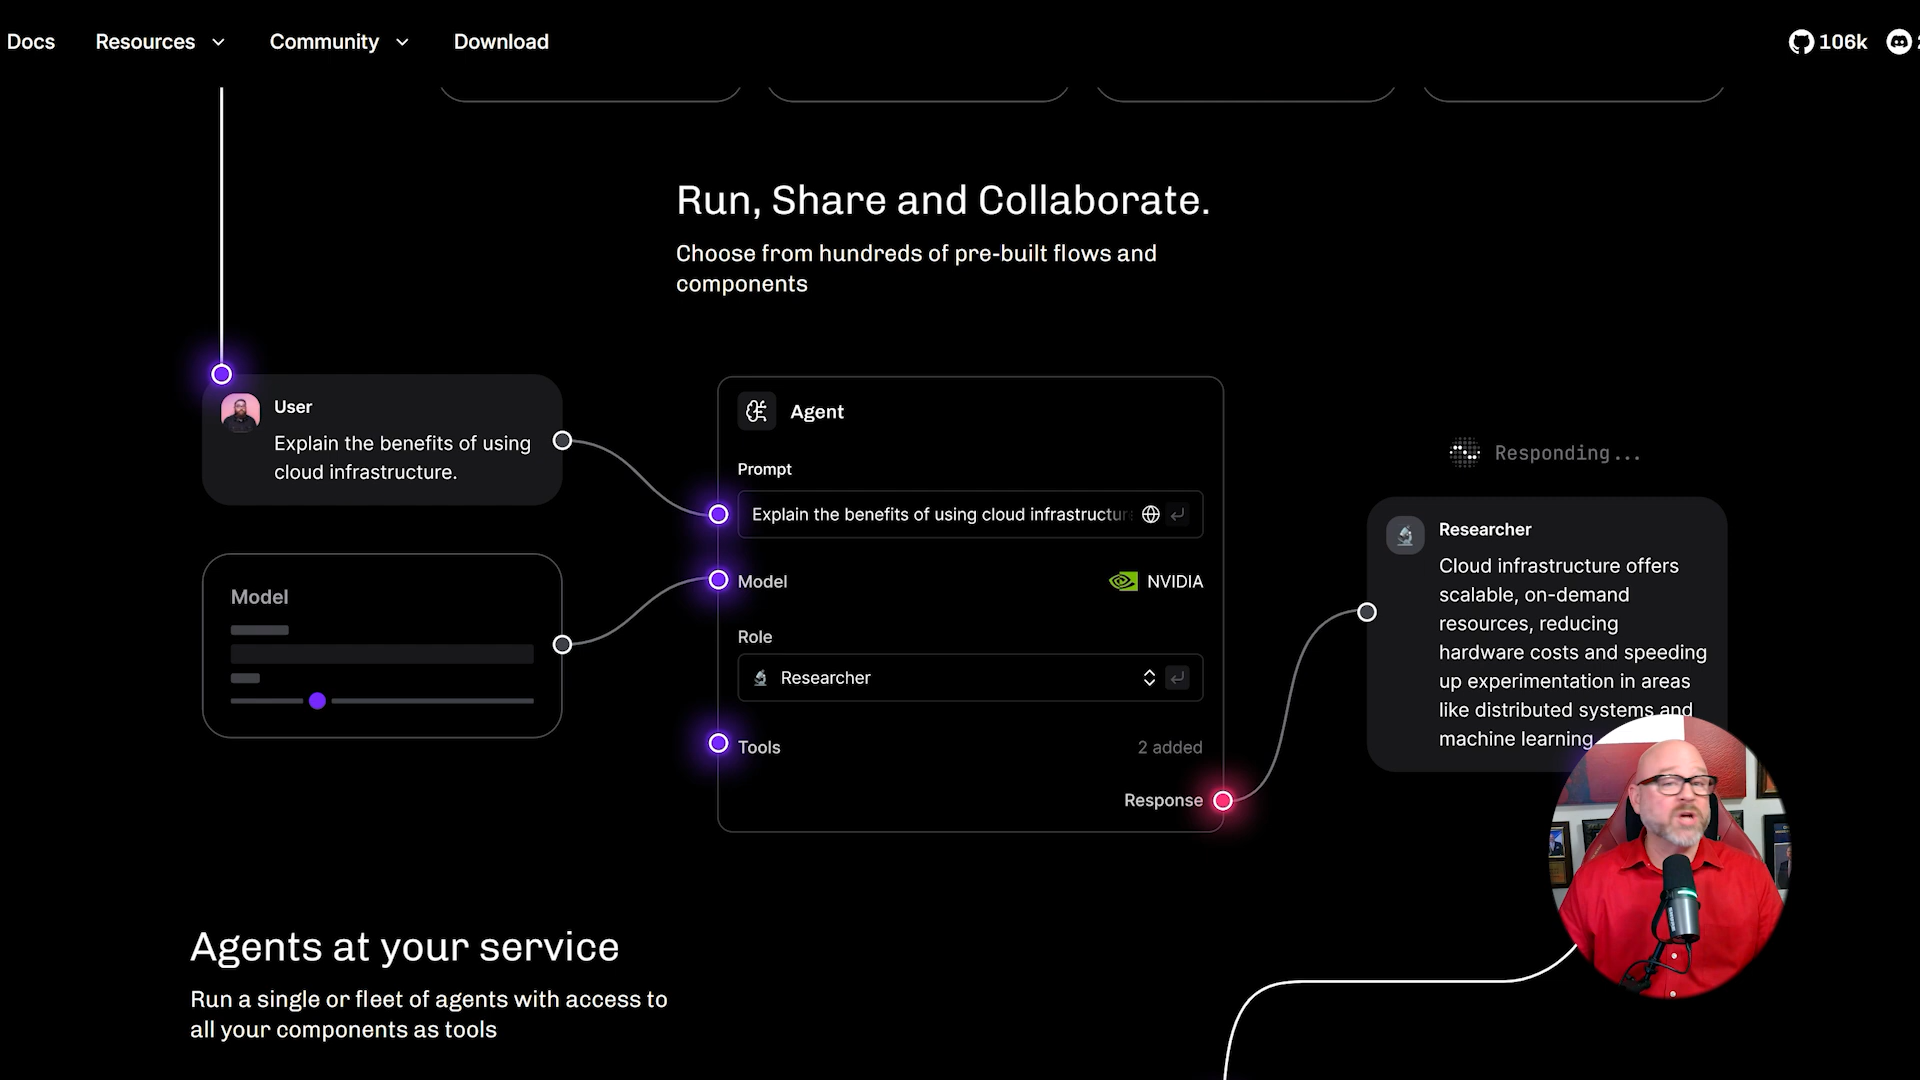 Docs
Resources
Community
Download
106k
Run, Share and Collaborate.
Choose from hundreds of pre-built flows and
components
User
Explain the benefits of using
cloud infrastructure.
Model
Agent
Prompt
Explain the benefits of using cloud infrastructur
Model
NVIDIA
Role
Researcher
Tools
2 added
Response
Responding...
Researcher
Cloud infrastructure offers
scalable, on-demand
resources, reducing
hardware costs and speeding
up experimentation in areas
like distributed systems and
machine learning
Agents at your service
Run a single or fleet of agents with access to
all your components as tools